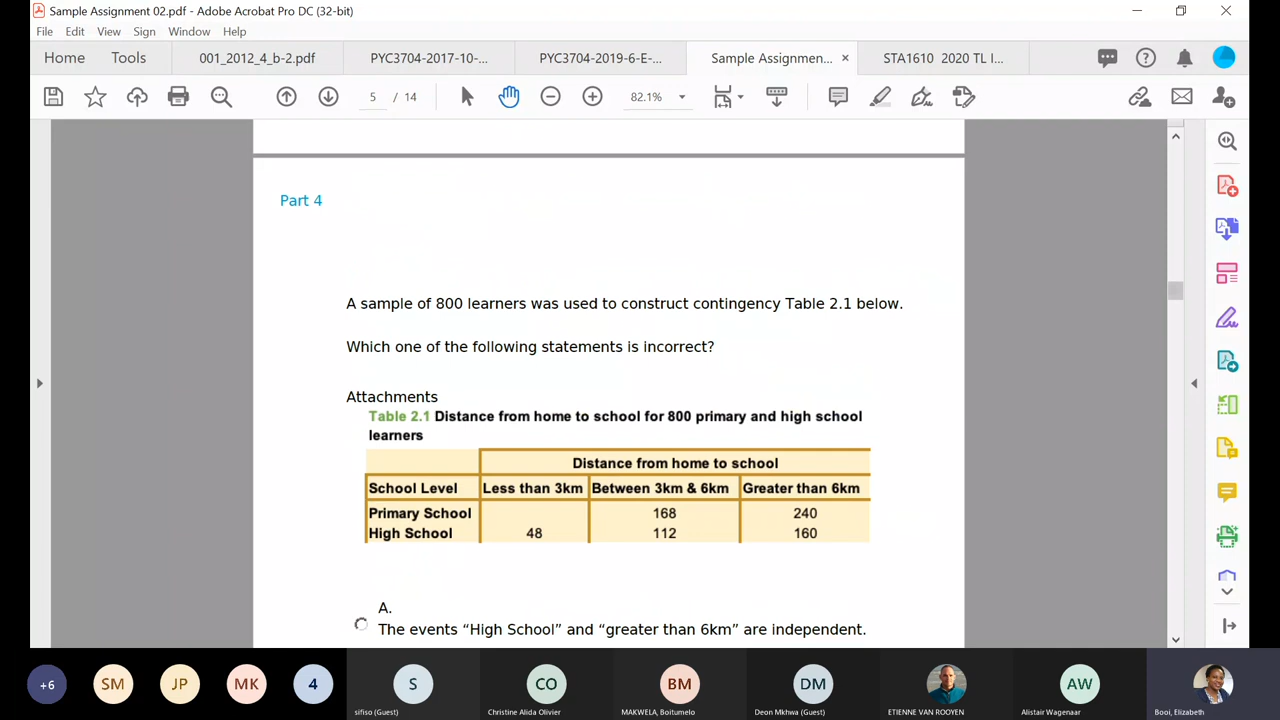 Sample Assignment 02.pdf - Adobe Acrobat Pro DC (32-bit)
File Edit View Sign Window Help
Home Tools 001_2012_4_b-2.pdf PYC3704-2017-10-... PYC3704-2019-6-E-... Sample Assignmen... × STA1610 2020 TL I...
5 / 14 82.1%
Part 4
A sample of 800 learners was used to construct contingency Table 2.1 below.
Which one of the following statements is incorrect?
Attachments
Table 2.1 Distance from home to school for 800 primary and high school
learners
Distance from home to school
School Level Less than 3km Between 3km & 6km Greater than 6km
Primary School 168 240
High School 48 112 160
A.
The events “High School” and “greater than 6km” are independent.
+6 SM JP MK 4 S CO BM DM AW
sifiso (Guest) Christine Alida Olivier MAKWELA, Boitumelo Deon Mkhwa (Guest) ETIENNE VAN ROOYEN Alistair Wagenaar Booi, Elizabeth